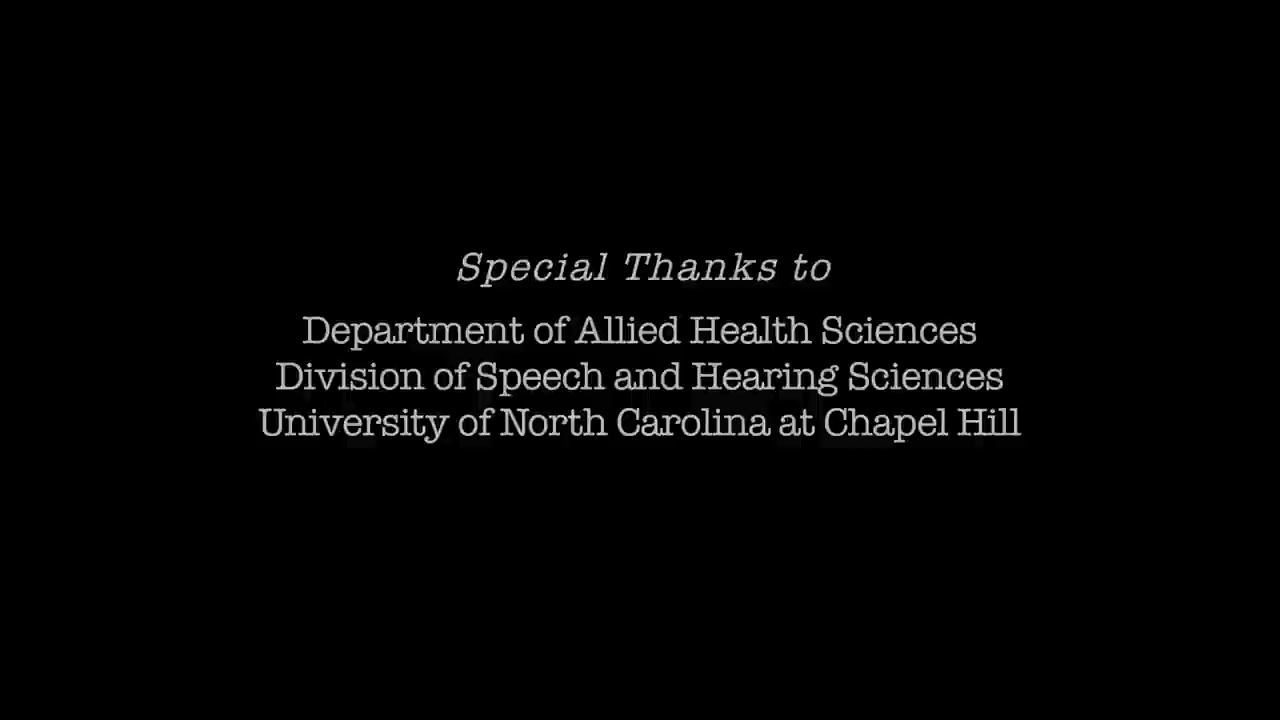 Special Thanks to
Department of Allied Health Sciences
Division of Speech and Hearing Sciences
University of North Carolina at Chapel Hill